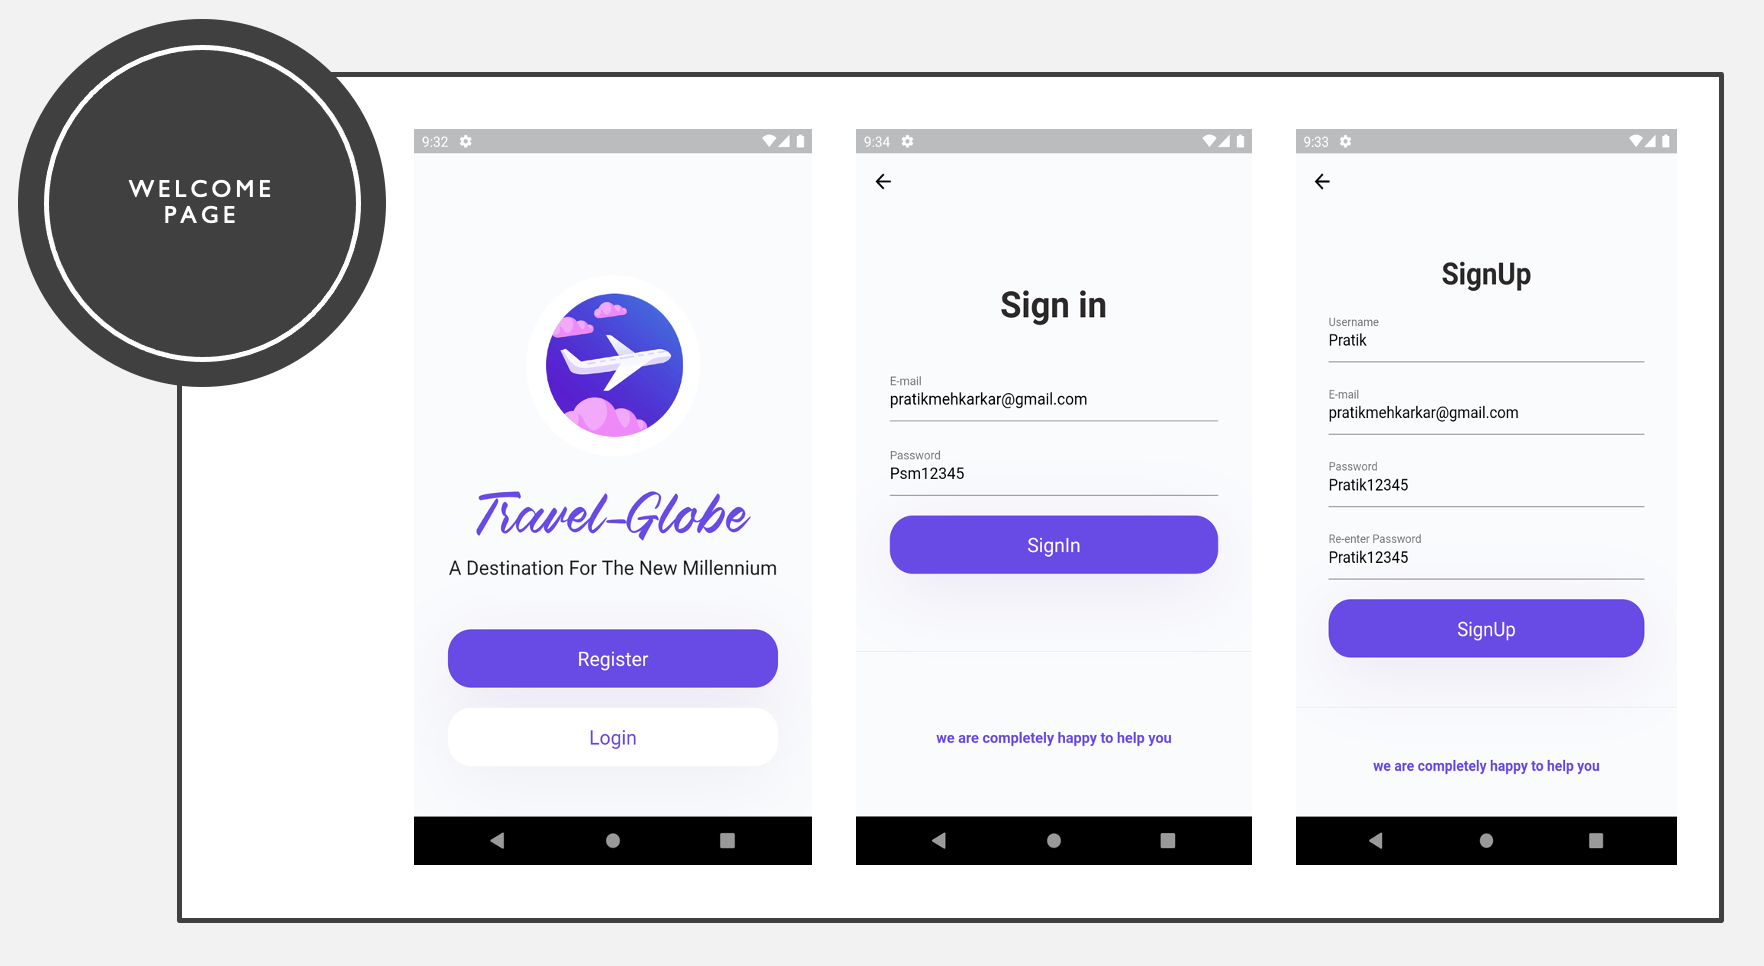 WELCOME
PAGE
9:32
Travel-Globe
A Destination For The New Millennium
Register
Login
9:34
Sign in
E-mail
pratikmehkarkar@gmail.com
Password
Psm12345
SignIn
we are completely happy to help you
9:33
SignUp
Username
Pratik
E-mail
pratikmehkarkar@gmail.com
Password
Pratik12345
Re-enter Password
Pratik12345
SignUp
we are completely happy to help you